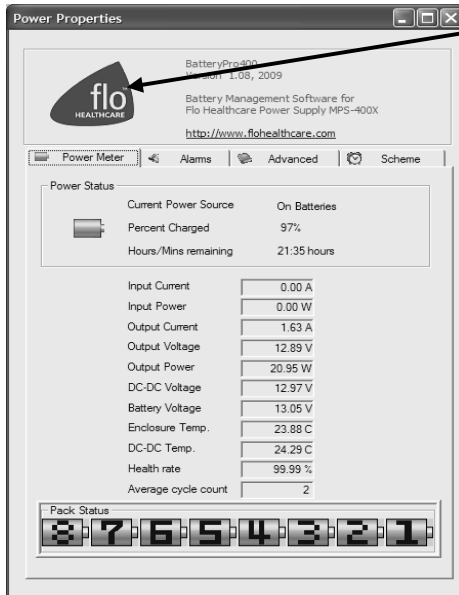 Power Properties
flo
HEALTHCARE
BatteryPro400
Version 1.08, 2009
Battery Management Software for
Flo Healthcare Power Supply MPS-400X
http://www.flohealthcare.com
Power Meter Alarms Advanced Scheme
Power Status
Current Power Source On Batteries
Percent Charged 97%
Hours/Mins remaining 21:35 hours
Input Current 0.00 A
Input Power 0.00 W
Output Current 1.63 A
Output Voltage 12.89 V
Output Power 20.95 W
DC-DC Voltage 12.97 V
Battery Voltage 13.05 V
Enclosure Temp. 23.88 C
DC-DC Temp. 24.29 C
Health rate 99.99 %
Average cycle count 2
Pack Status
8 7 6 5 4 3 2 1